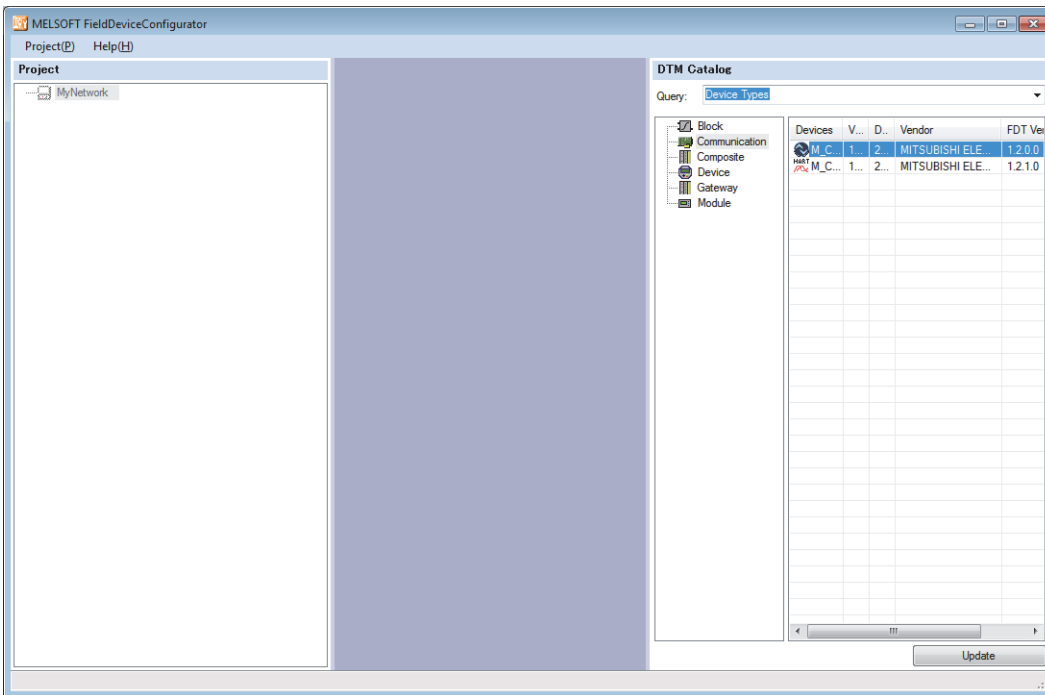 MELSOFT FieldDeviceConfigurator
Project(P) Help(H)
Project
MyNetwork
DTM Catalog
Query: Device Types
Block
Communication
Composite
Device
Gateway
Module
Devices V... D.. Vendor FDT Ver
M_C... 1... 2... MITSUBISHI ELE... 1.2.0.0
HART M_C... 1... 2... MITSUBISHI ELE... 1.2.1.0
Update